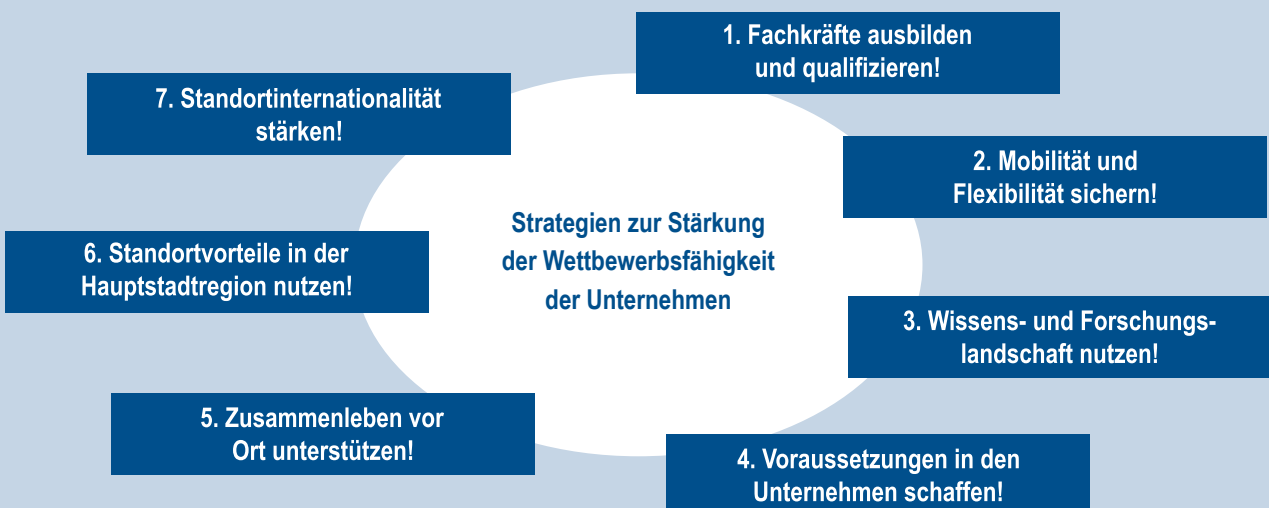 1. Fachkräfte ausbilden
und qualifizieren!
7. Standortinternationalität
stärken!
2. Mobilität und
Flexibilität sichern!
Strategien zur Stärkung
der Wettbewerbsfähigkeit
der Unternehmen
6. Standortvorteile in der
Hauptstadtregion nutzen!
3. Wissens- und Forschungs-
landschaft nutzen!
5. Zusammenleben vor
Ort unterstützen!
4. Voraussetzungen in den
Unternehmen schaffen!